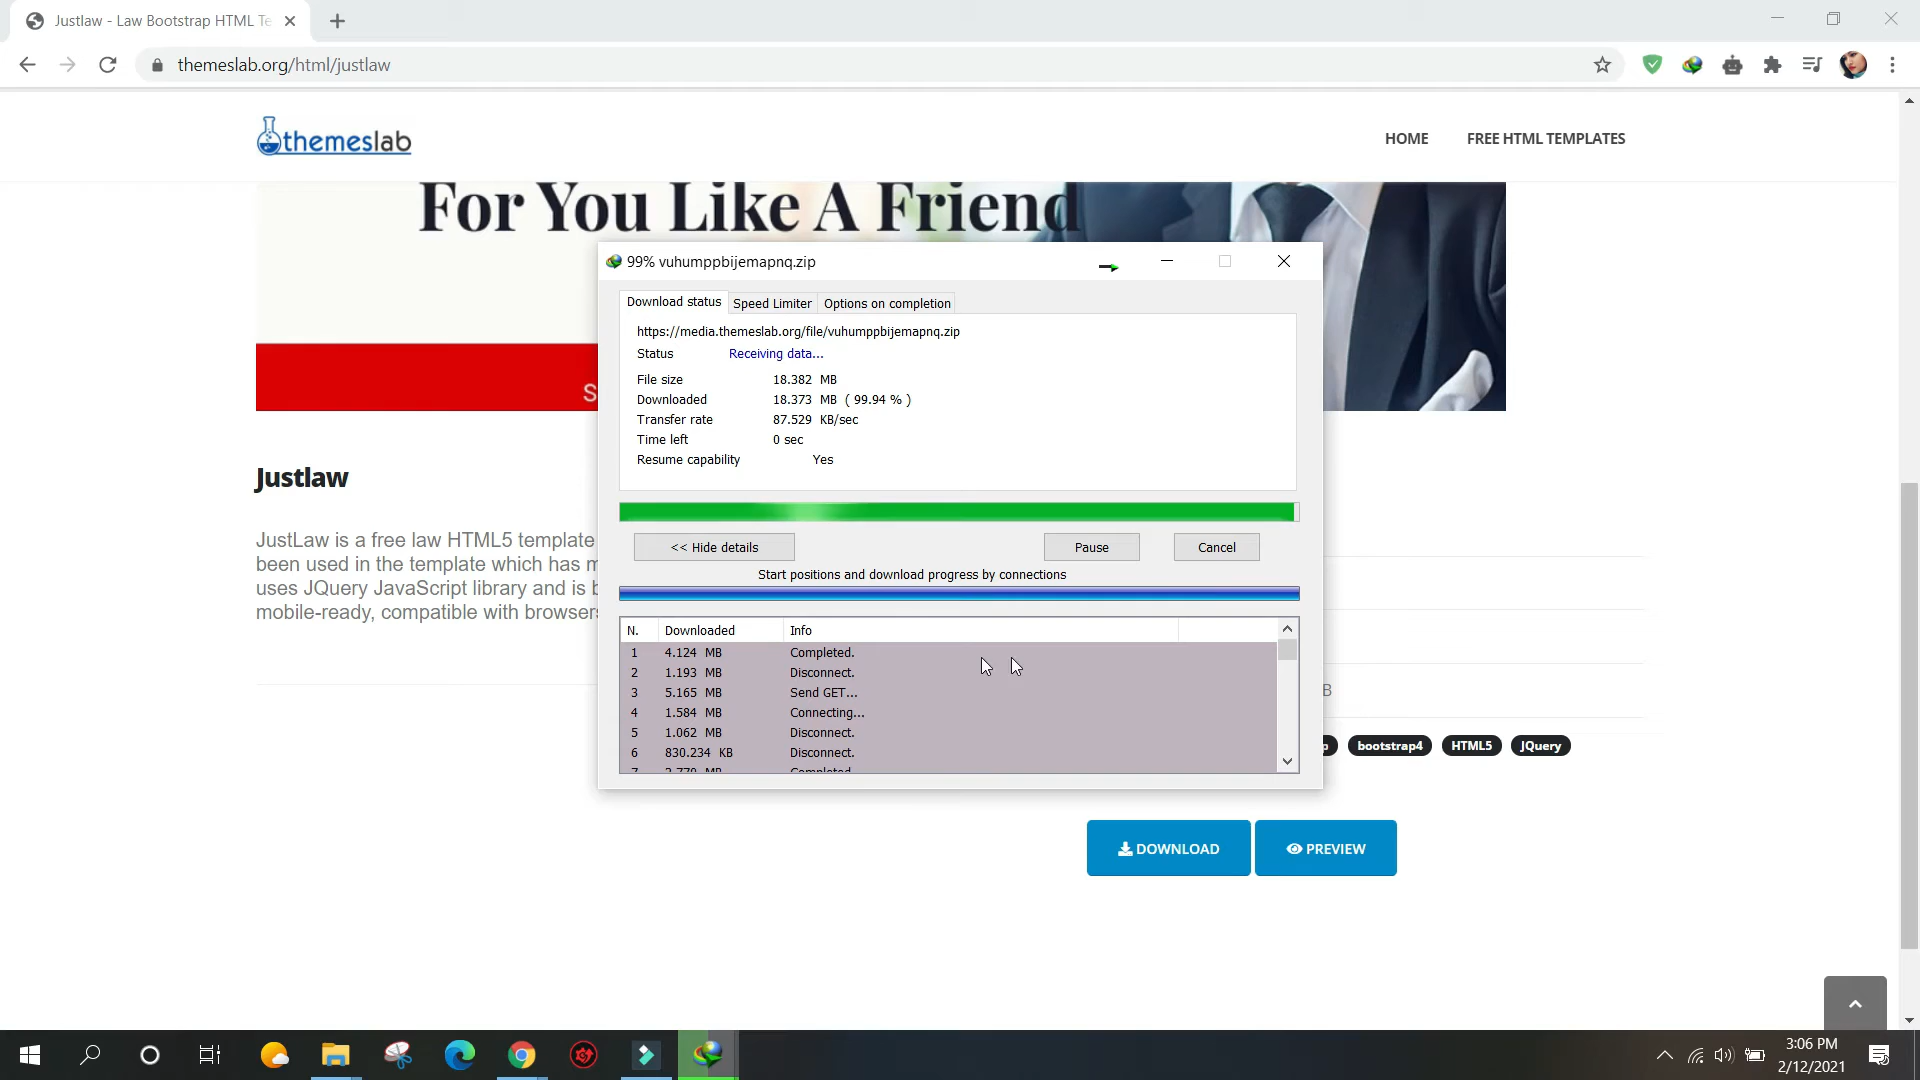 Justlaw - Law Bootstrap HTML Te
themeslab.org/html/justlaw
themeslab
HOME
FREE HTML TEMPLATES
For You Like A Friend
S
99% vuhumppbijemapnq.zip
Download status
Speed Limiter
Options on completion
https://media.themeslab.org/file/vuhumppbijemapnq.zip
Status Receiving data...
File size 18.382 MB
Downloaded 18.373 MB ( 99.94 % )
Transfer rate 87.529 KB/sec
Time left 0 sec
Resume capability Yes
<< Hide details
Pause
Cancel
Start positions and download progress by connections
N. Downloaded Info
1 4.124 MB Completed.
2 1.193 MB Disconnect.
3 5.165 MB Send GET...
4 1.584 MB Connecting...
5 1.062 MB Disconnect.
6 830.234 KB Disconnect.
7 2.770 MB Completed
Justlaw
JustLaw is a free law HTML5 template
been used in the template which has m
uses JQuery JavaScript library and is b
mobile-ready, compatible with browsers
B
p
bootstrap4
HTML5
JQuery
DOWNLOAD
PREVIEW
3:06 PM
2/12/2021